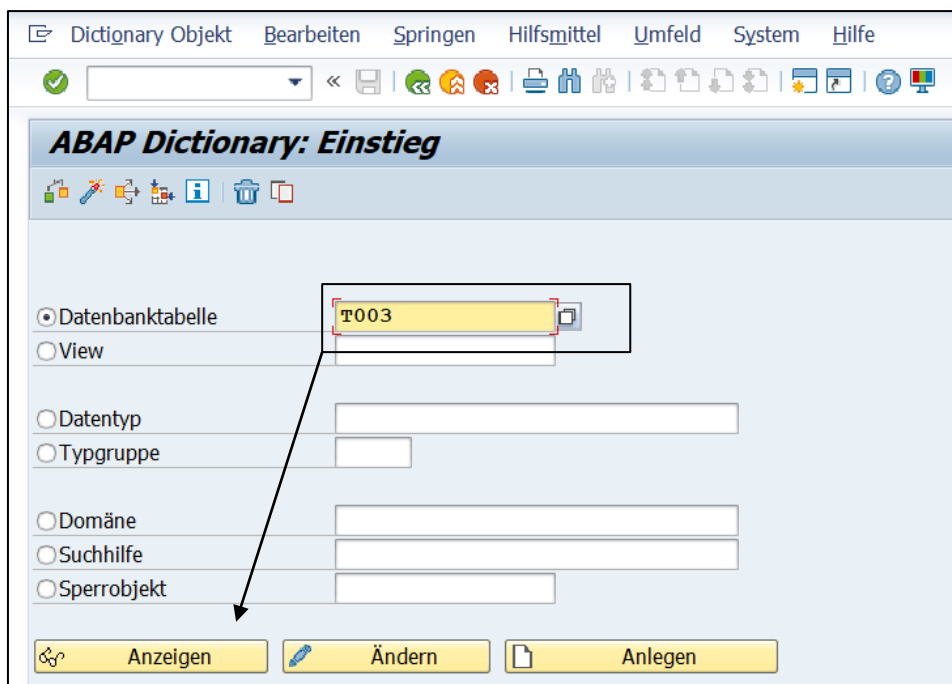 Dictionary Objekt Bearbeiten Springen Hilfsmittel Umfeld System Hilfe
ABAP Dictionary: Einstieg
Datenbanktabelle T003
View
Datentyp
Typgruppe
Domäne
Suchhilfe
Sperrobjekt
Anzeigen Ändern Anlegen